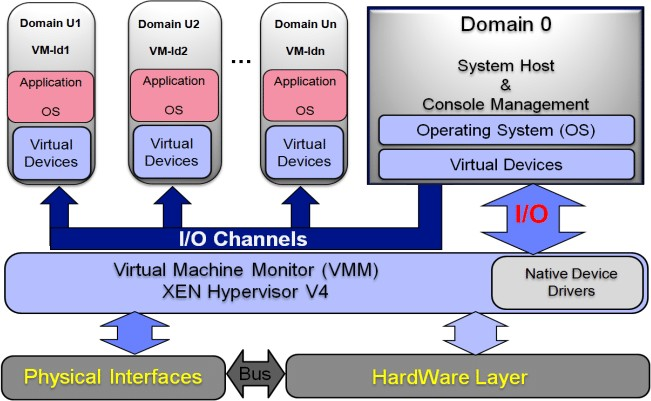 Domain U1
VM-Id1
Application
OS
Virtual
Devices
Domain U2
VM-Id2
Application
OS
Virtual
Devices
...
Domain Un
VM-Idn
Application
OS
Virtual
Devices
Domain 0
System Host
&
Console Management
Operating System (OS)
Virtual Devices
I/O Channels
I/O
Virtual Machine Monitor (VMM)
XEN Hypervisor V4
Native Device
Drivers
Physical Interfaces
Bus
HardWare Layer